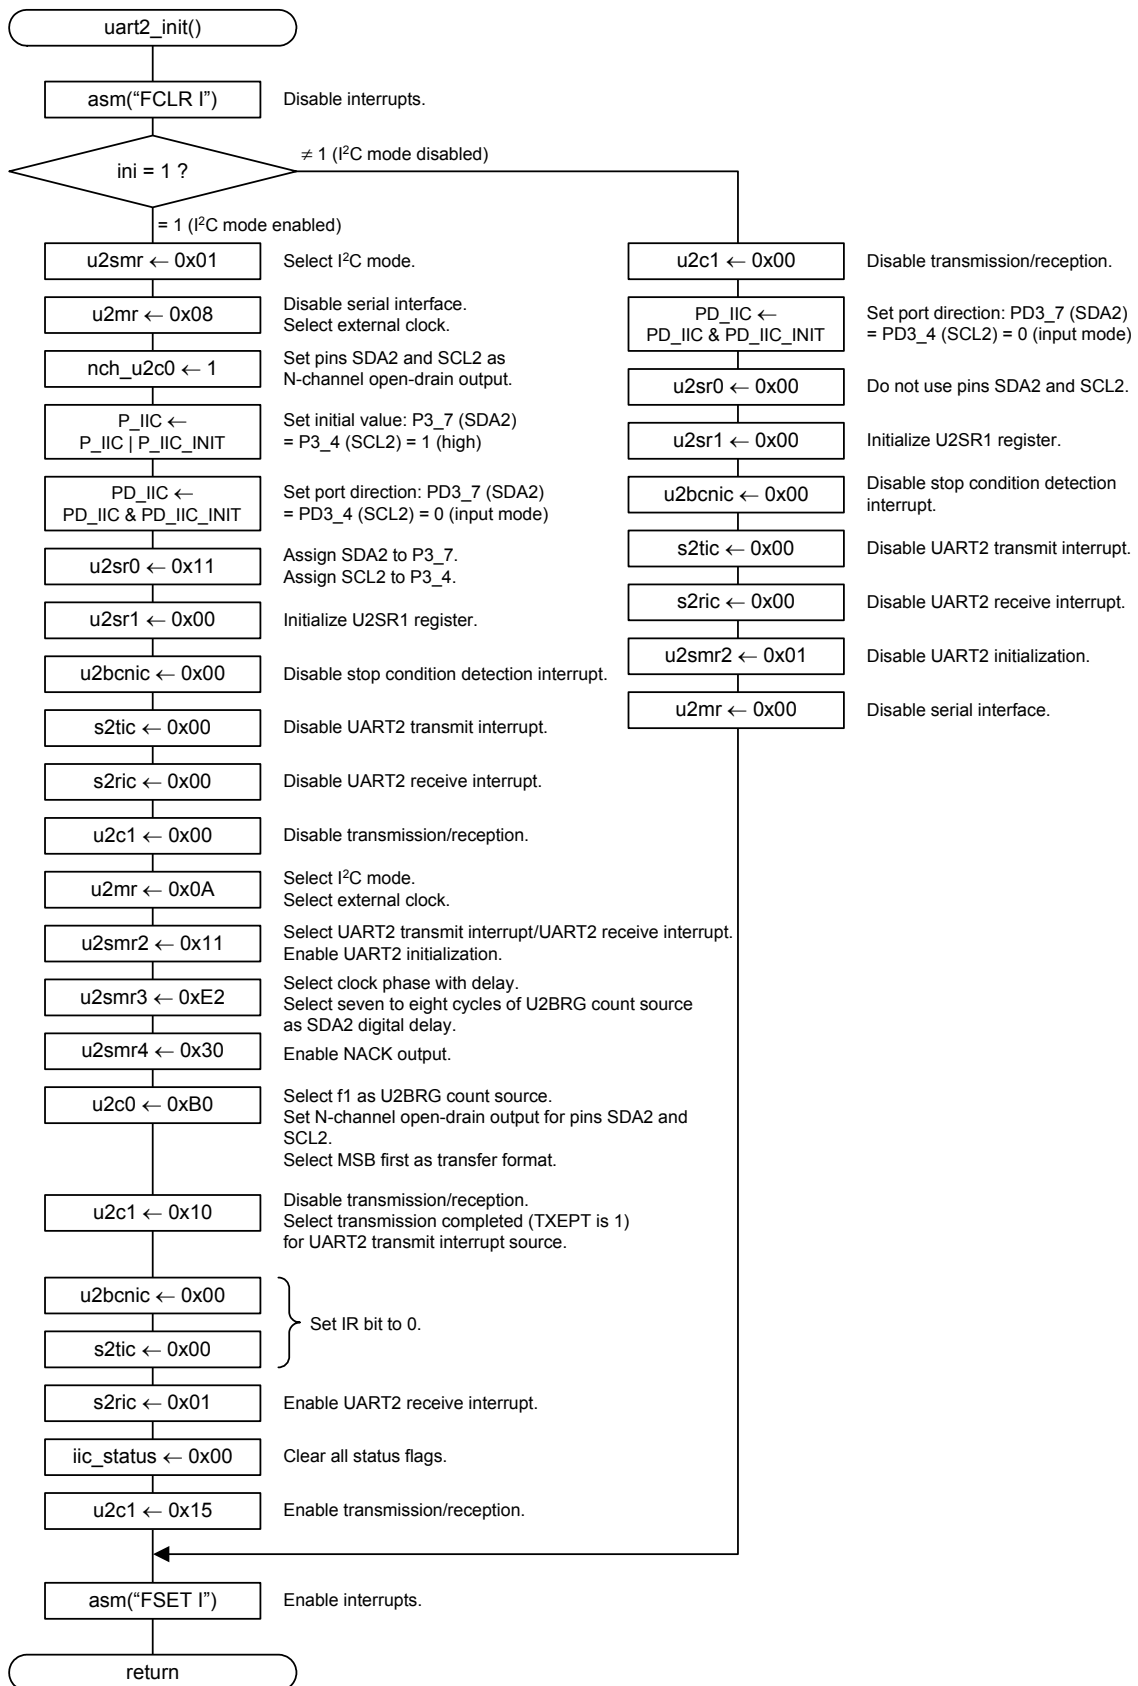 uart2_init()
asm(“FCLR I”)
Disable interrupts.
ini = 1 ?
≠ 1 (I²C mode disabled)
= 1 (I²C mode enabled)
u2smr ← 0x01
Select I²C mode.
u2mr ← 0x08
Disable serial interface.
Select external clock.
nch_u2c0 ← 1
Set pins SDA2 and SCL2 as
N-channel open-drain output.
P_IIC ←
P_IIC | P_IIC_INIT
Set initial value: P3_7 (SDA2)
= P3_4 (SCL2) = 1 (high)
PD_IIC ←
PD_IIC & PD_IIC_INIT
Set port direction: PD3_7 (SDA2)
= PD3_4 (SCL2) = 0 (input mode)
u2sr0 ← 0x11
Assign SDA2 to P3_7.
Assign SCL2 to P3_4.
u2sr1 ← 0x00
Initialize U2SR1 register.
u2bcnic ← 0x00
Disable stop condition detection interrupt.
s2tic ← 0x00
Disable UART2 transmit interrupt.
s2ric ← 0x00
Disable UART2 receive interrupt.
u2c1 ← 0x00
Disable transmission/reception.
u2mr ← 0x0A
Select I²C mode.
Select external clock.
u2smr2 ← 0x11
Select UART2 transmit interrupt/UART2 receive interrupt.
Enable UART2 initialization.
u2smr3 ← 0xE2
Select clock phase with delay.
Select seven to eight cycles of U2BRG count source
as SDA2 digital delay.
u2smr4 ← 0x30
Enable NACK output.
u2c0 ← 0xB0
Select f1 as U2BRG count source.
Set N-channel open-drain output for pins SDA2 and
SCL2.
Select MSB first as transfer format.
u2c1 ← 0x10
Disable transmission/reception.
Select transmission completed (TXEPT is 1)
for UART2 transmit interrupt source.
u2bcnic ← 0x00
s2tic ← 0x00
Set IR bit to 0.
s2ric ← 0x01
Enable UART2 receive interrupt.
iic_status ← 0x00
Clear all status flags.
u2c1 ← 0x15
Enable transmission/reception.
u2c1 ← 0x00
Disable transmission/reception.
PD_IIC ←
PD_IIC & PD_IIC_INIT
Set port direction: PD3_7 (SDA2)
= PD3_4 (SCL2) = 0 (input mode)
u2sr0 ← 0x00
Do not use pins SDA2 and SCL2.
u2sr1 ← 0x00
Initialize U2SR1 register.
u2bcnic ← 0x00
Disable stop condition detection
interrupt.
s2tic ← 0x00
Disable UART2 transmit interrupt.
s2ric ← 0x00
Disable UART2 receive interrupt.
u2smr2 ← 0x01
Disable UART2 initialization.
u2mr ← 0x00
Disable serial interface.
asm(“FSET I”)
Enable interrupts.
return